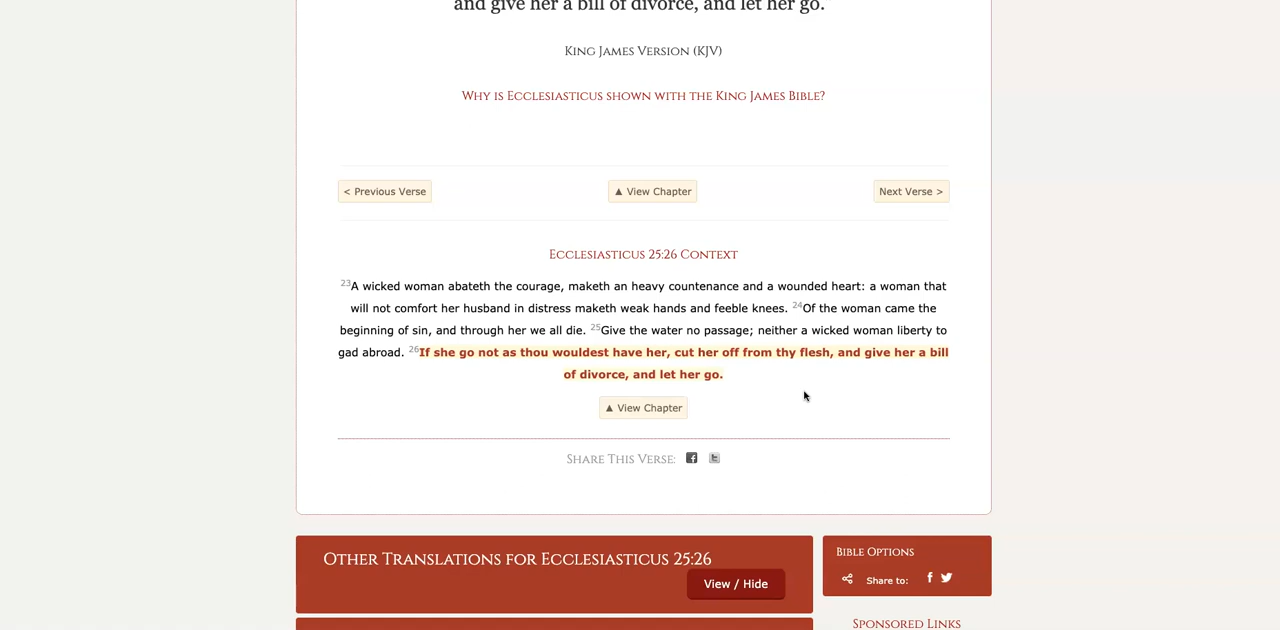 and give her a bill of divorce, and let her go."
King James Version (KJV)
Why is Ecclesiasticus shown with the King James Bible?
< Previous Verse
▲ View Chapter
Next Verse >
Ecclesiasticus 25:26 Context
23A wicked woman abateth the courage, maketh an heavy countenance and a wounded heart: a woman that
will not comfort her husband in distress maketh weak hands and feeble knees. 24Of the woman came the
beginning of sin, and through her we all die. 25Give the water no passage; neither a wicked woman liberty to
gad abroad. 26If she go not as thou wouldest have her, cut her off from thy flesh, and give her a bill
of divorce, and let her go.
▲ View Chapter
Share This Verse:
Other Translations for Ecclesiasticus 25:26
View / Hide
Bible Options
Share to:
Sponsored Links